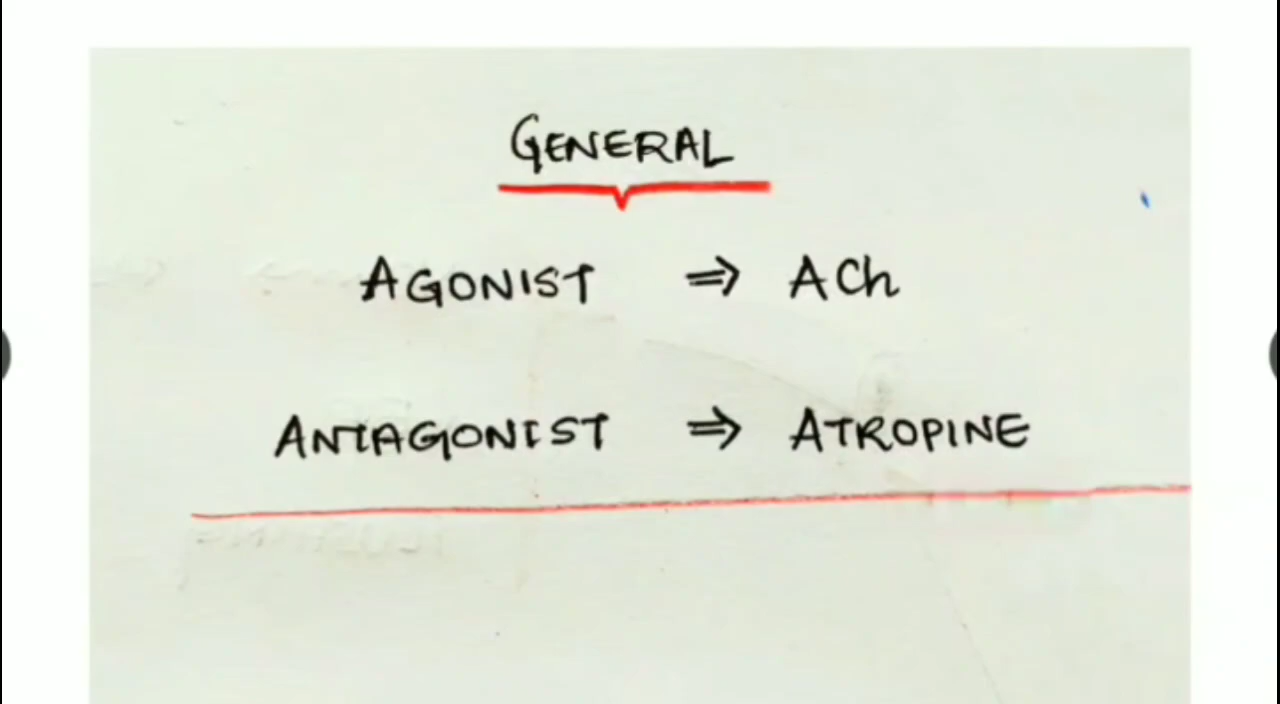 GENERAL
AGONIST ⇒ ACh
ANTAGONIST ⇒ ATROPINE